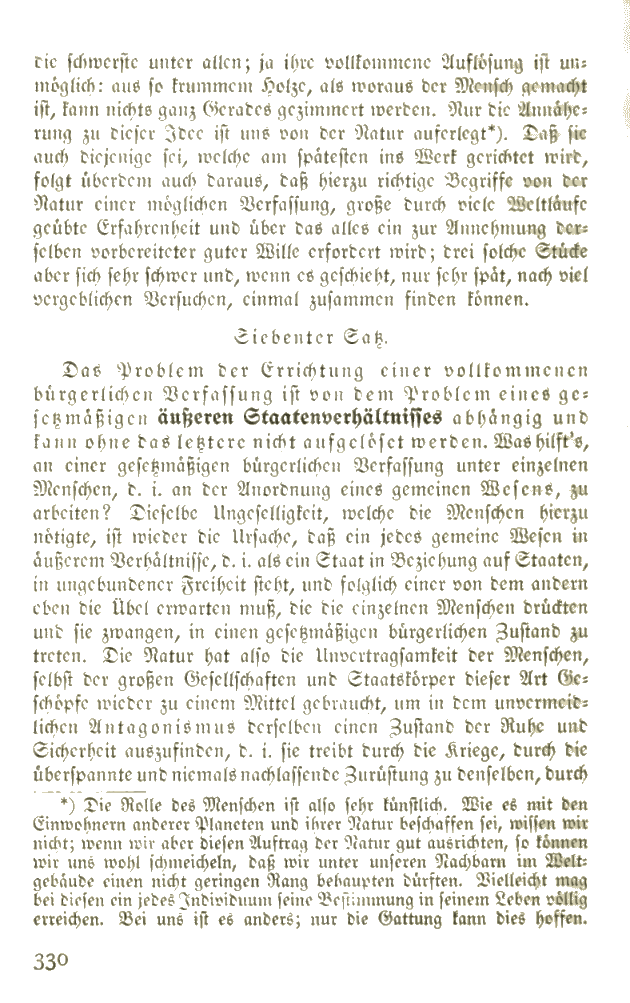 die schwerste unter allen; ja ihre vollkommene Auflösung ist un-
möglich: aus so krummem Holze, als woraus der Mensch gemacht
ist, kann nichts ganz Gerades gezimmert werden. Nur die Annähe-
rung zu dieser Idee ist uns von der Natur auferlegt*). Daß sie
auch diejenige sei, welche am spätesten ins Werk gerichtet wird,
folgt überdem auch daraus, daß hierzu richtige Begriffe von der
Natur einer möglichen Verfassung, große durch viele Weltläufe
geübte Erfahrenheit und über das alles ein zur Annehmung der-
selben vorbereiteter guter Wille erfordert wird; drei solche Stücke
aber sich sehr schwer und, wenn es geschieht, nur sehr spät, nach viel
vergeblichen Versuchen, einmal zusammen finden können.
Siebenter Satz.
Das Problem der Errichtung einer vollkommenen
bürgerlichen Verfassung ist von dem Problem eines ge-
setzmäßigen äußeren Staatenverhältnisses abhängig und
kann ohne das letztere nicht aufgelöset werden. Was hilft's,
an einer gesetzmäßigen bürgerlichen Verfassung unter einzelnen
Menschen, d. i. an der Anordnung eines gemeinen Wesens, zu
arbeiten? Dieselbe Ungeselligkeit, welche die Menschen hierzu
nötigte, ist wieder die Ursache, daß ein jedes gemeine Wesen in
äußerem Verhältnisse, d. i. als ein Staat in Beziehung auf Staaten,
in ungebundener Freiheit steht, und folglich einer von dem andern
eben die Übel erwarten muß, die die einzelnen Menschen drückten
und sie zwangen, in einen gesetzmäßigen bürgerlichen Zustand zu
treten. Die Natur hat also die Unvertragsamkeit der Menschen,
selbst der großen Gesellschaften und Staatskörper dieser Art Ge-
schöpfe wieder zu einem Mittel gebraucht, um in dem unvermeid-
lichen Antagonismus derselben einen Zustand der Ruhe und
Sicherheit auszufinden, d. i. sie treibt durch die Kriege, durch die
überspannte und niemals nachlassende Zurüstung zu denselben, durch
*) Die Rolle des Menschen ist also sehr künstlich. Wie es mit den
Einwohnern anderer Planeten und ihrer Natur beschaffen sei, wissen wir
nicht; wenn wir aber diesen Auftrag der Natur gut ausrichten, so können
wir uns wohl schmeicheln, daß wir unter unseren Nachbarn im Welt-
gebäude einen nicht geringen Rang behaupten dürften. Vielleicht mag
bei diesen ein jedes Individuum seine Bestimmung in seinem Leben völlig
erreichen. Bei uns ist es anders; nur die Gattung kann dies hoffen.
330